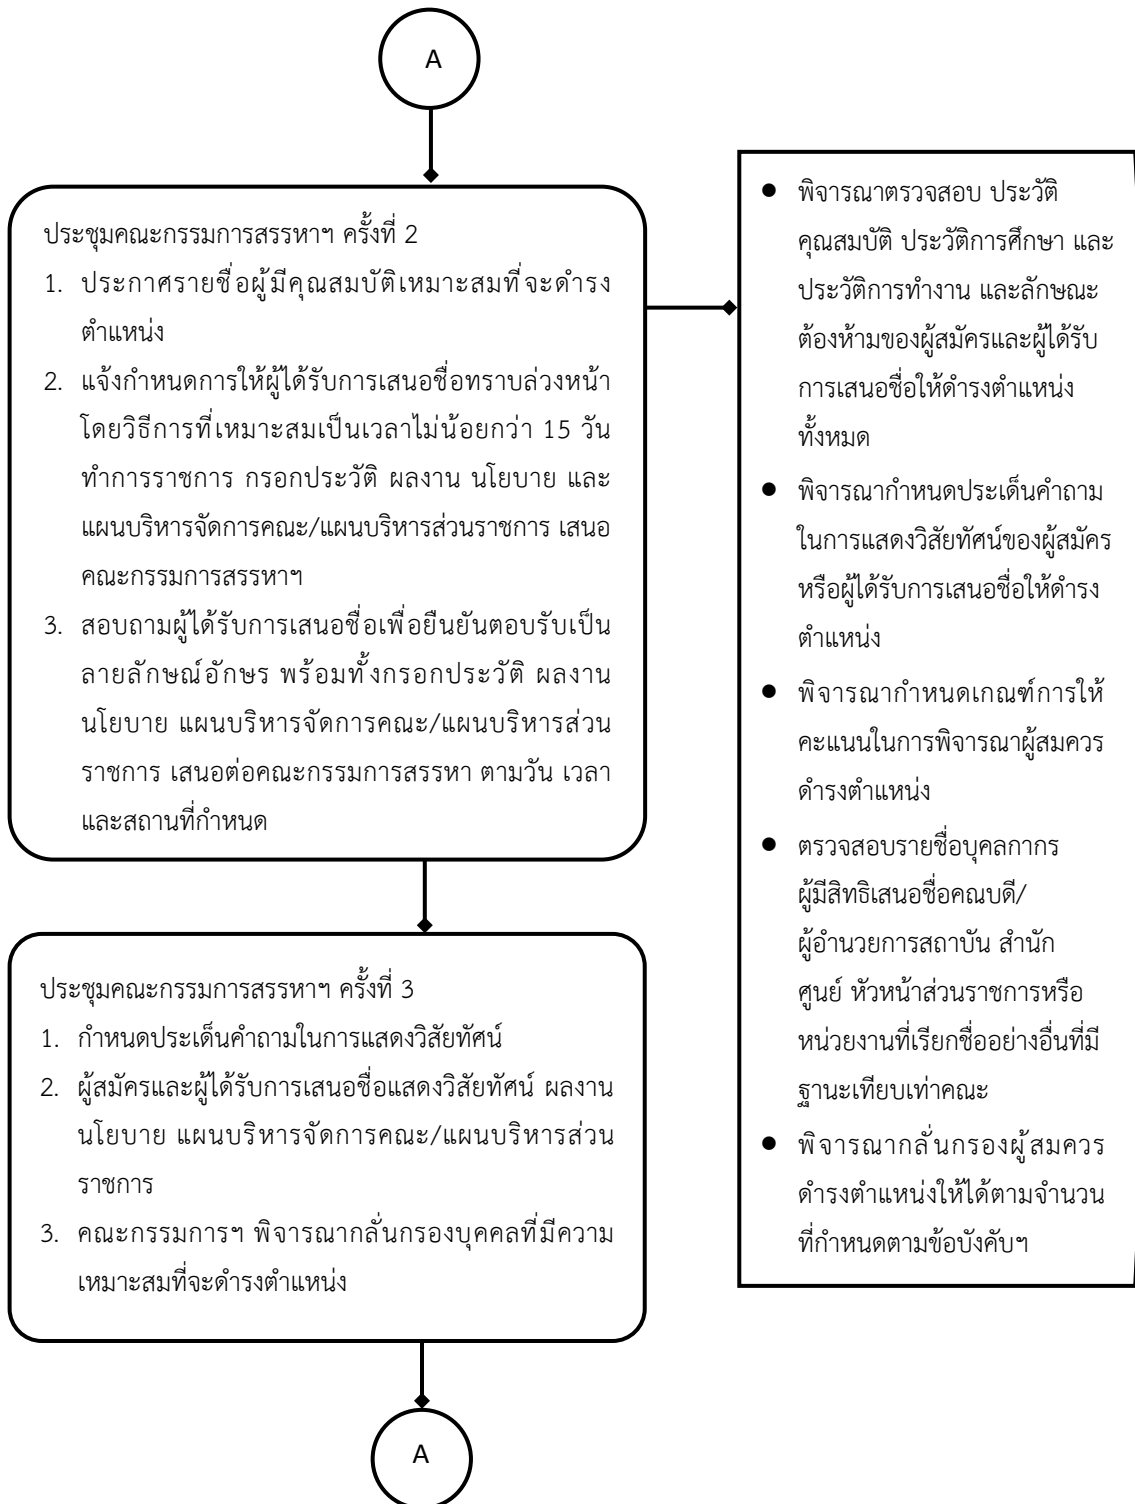 A
ประชุมคณะกรรมการสรรหาฯ ครั้งที่ 2
1. ประกาศรายชื่อผู้มีคุณสมบัติเหมาะสมที่จะดำรง
ตำแหน่ง
2. แจ้งกำหนดการให้ผู้ได้รับการเสนอชื่อทราบล่วงหน้า
โดยวิธีการที่เหมาะสมเป็นเวลาไม่น้อยกว่า 15 วัน
ทำการราชการ กรอกประวัติ ผลงาน นโยบาย และ
แผนบริหารจัดการคณะ/แผนบริหารส่วนราชการ เสนอ
คณะกรรมการสรรหาฯ
3. สอบถามผู้ได้รับการเสนอชื่อเพื่อยืนยันตอบรับเป็น
ลายลักษณ์อักษร พร้อมทั้งกรอกประวัติ ผลงาน
นโยบาย แผนบริหารจัดการคณะ/แผนบริหารส่วน
ราชการ เสนอต่อคณะกรรมการสรรหา ตามวัน เวลา
และสถานที่กำหนด
● พิจารณาตรวจสอบ ประวัติ
คุณสมบัติ ประวัติการศึกษา และ
ประวัติการทำงาน และลักษณะ
ต้องห้ามของผู้สมัครและผู้ได้รับ
การเสนอชื่อให้ดำรงตำแหน่ง
ทั้งหมด
● พิจารณากำหนดประเด็นคำถาม
ในการแสดงวิสัยทัศน์ของผู้สมัคร
หรือผู้ได้รับการเสนอชื่อให้ดำรง
ตำแหน่ง
● พิจารณากำหนดเกณฑ์การให้
คะแนนในการพิจารณาผู้สมควร
ดำรงตำแหน่ง
● ตรวจสอบรายชื่อบุคลกากร
ผู้มีสิทธิเสนอชื่อคณบดี/
ผู้อำนวยการสถาบัน สำนัก
ศูนย์ หัวหน้าส่วนราชการหรือ
หน่วยงานที่เรียกชื่ออย่างอื่นที่มี
ฐานะเทียบเท่าคณะ
● พิจารณากลั่นกรองผู้สมควร
ดำรงตำแหน่งให้ได้ตามจำนวน
ที่กำหนดตามข้อบังคับฯ
ประชุมคณะกรรมการสรรหาฯ ครั้งที่ 3
1. กำหนดประเด็นคำถามในการแสดงวิสัยทัศน์
2. ผู้สมัครและผู้ได้รับการเสนอชื่อแสดงวิสัยทัศน์ ผลงาน
นโยบาย แผนบริหารจัดการคณะ/แผนบริหารส่วน
ราชการ
3. คณะกรรมการฯ พิจารณากลั่นกรองบุคคลที่มีความ
เหมาะสมที่จะดำรงตำแหน่ง
A